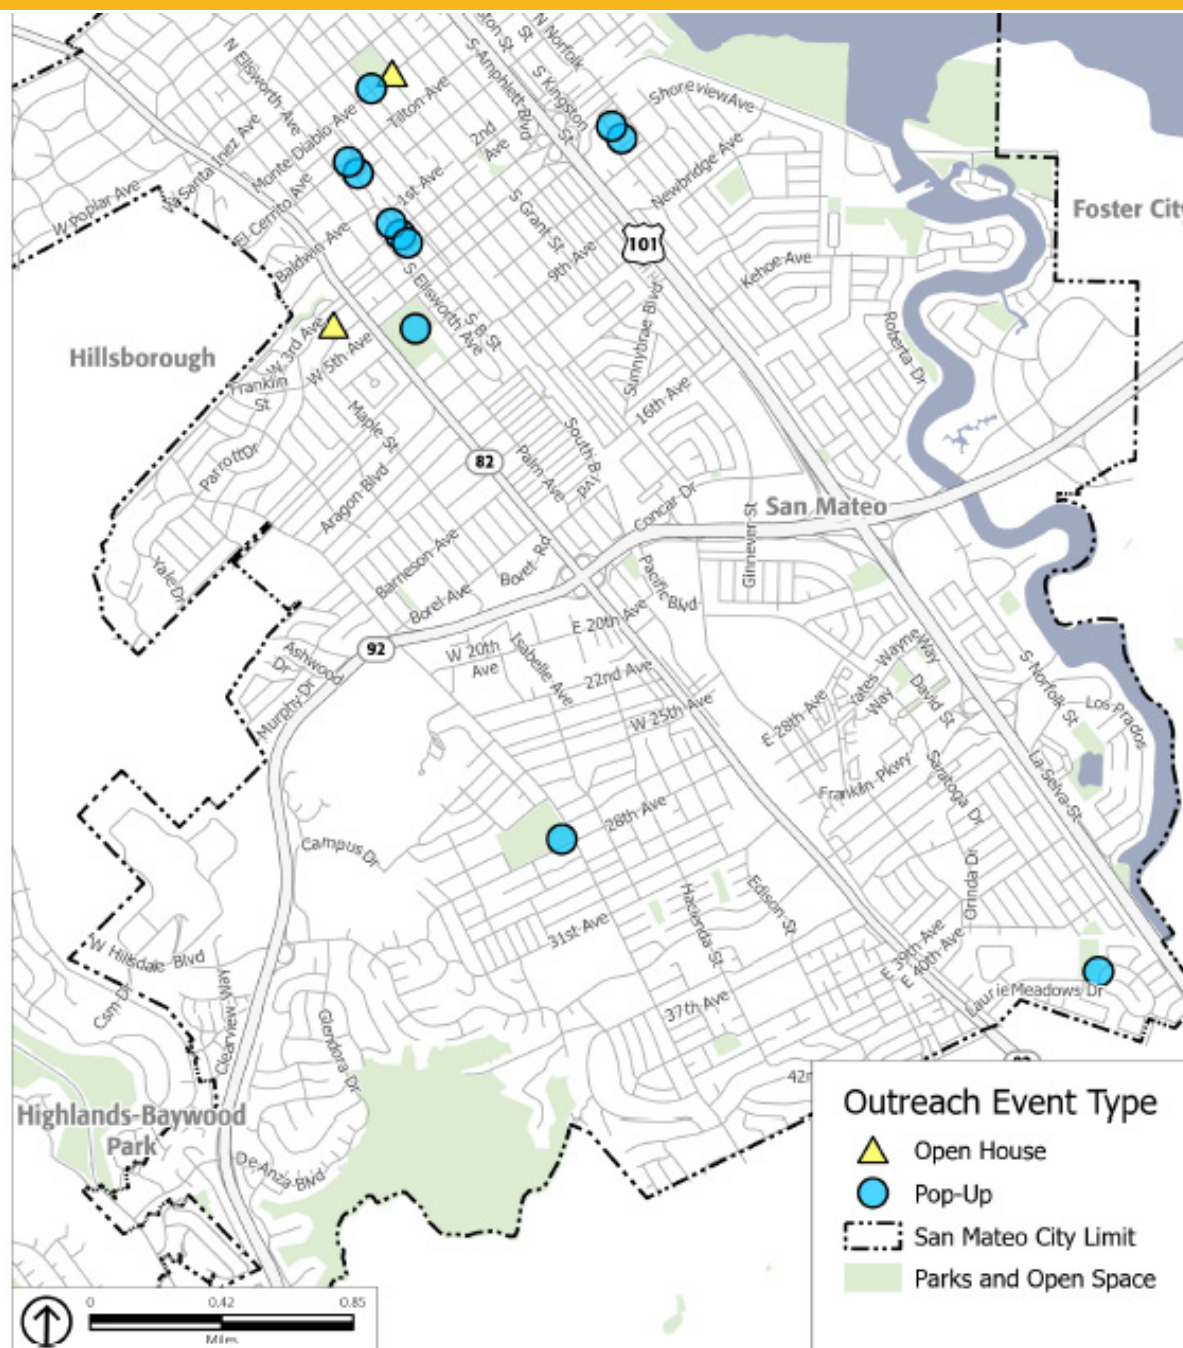 N Norfolk
St
S Kingston
St
S-Amphlett-Blvd
Shoreview Ave
N Ellsworth-Ave
Tilton Ave
2nd
Ave
Monte Diablo-Ave
W Santa Inez Ave
Newbridge Ave
1st-Ave
W Poplar Ave
El-Cerrito Ave
S Grant-St
Foster City
101
Baldwin Ave
9th-Ave
Kehoe Ave
S Ellsworth Ave
S B St
Sunnybrae Blvd
Roberta-Dr
Hillsborough
W-3rd Ave
W 5th-Ave
Franklin
St
16th-Ave
Maple-St
South-B
Parrott Dr
82
Palm-Ave
Aragon-Blvd
Concar-Dr
San Mateo
Ginnever-St
Yale-Dr
Barneson-Ave
Bovet-Rd
Pacific Blvd
Borel Ave
E 20th Ave
92
Ashwood
Dr
W 20th
Ave
Isabelle-Ave
Wayne
Way
22nd Ave
Yates
Way
David St
S-Norfolk St
Murphy-Dr
W 25th-Ave
E-28th-Ave
Los Prados
Franklin-Pkwy
Saratoga-Dr
La-Selva-St
28th-Ave
Campus-Dr
Orinda Dr
Edison-St
Hacienda-St
31st-Ave
E 39th Ave
E 40th Ave
W Hillsdale-Blvd
Csm-Dr
Clearview-Way
Laurie Meadows Dr
37th Ave
Glendora-Dr
Highlands-Baywood
Park
De-Anza-Blvd
Outreach Event Type
Open House
Pop-Up
San Mateo City Limit
Parks and Open Space
0 0.42 0.85
Miles